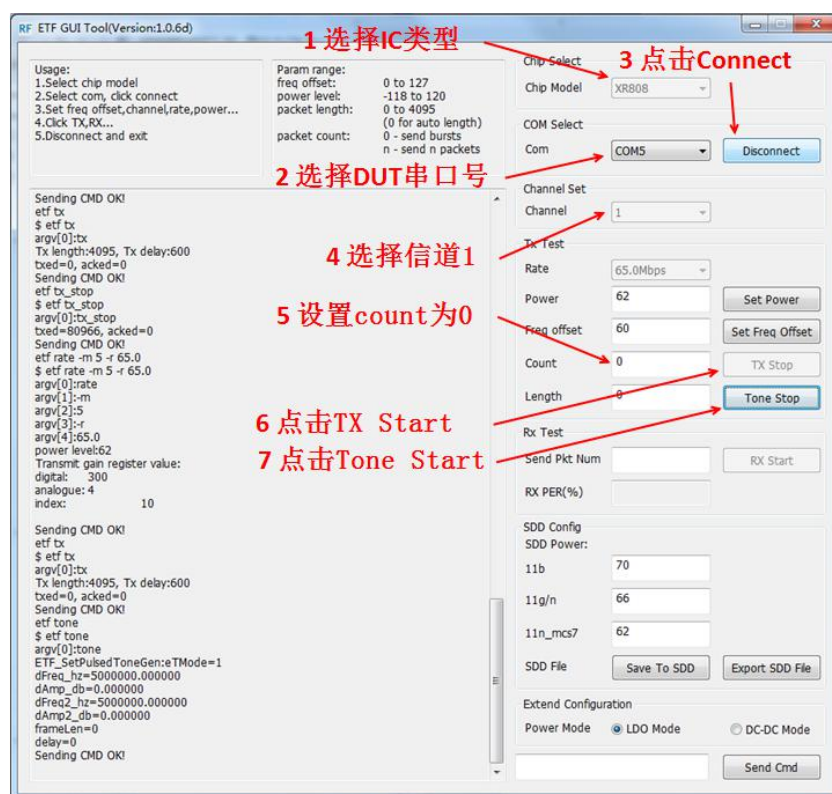 RF ETF GUI Tool(Version:1.0.6d)
1 选择IC类型
3 点击Connect
Usage:
1.Select chip model
2.Select com, click connect
3.Set freq offset,channel,rate,power...
4.Click TX,RX...
5.Disconnect and exit
Param range:
freq offset: 0 to 127
power level: -118 to 120
packet length: 0 to 4095
(0 for auto length)
packet count: 0 - send bursts
n - send n packets
Chip Select
Chip Model XR808
COM Select
Com COM5 Disconnect
2 选择DUT串口号
Channel Set
Channel 1
4 选择信道1
Tx Test
Rate 65.0Mbps
Power 62 Set Power
5 设置count为0
Freq offset 60 Set Freq Offset
Count 0 TX Stop
Length 0 Tone Stop
6 点击TX Start
7 点击Tone Start
Rx Test
Send Pkt Num RX Start
RX PER(%)
SDD Config
SDD Power:
11b 70
11g/n 66
11n_mcs7 62
SDD File Save To SDD Export SDD File
Extend Configuration
Power Mode LDO Mode DC-DC Mode
Send Cmd
Sending CMD OK!
etf tx
$ etf tx
argv[0]:tx
Tx length:4095, Tx delay:600
txed=0, acked=0
Sending CMD OK!
etf tx_stop
$ etf tx_stop
argv[0]:tx_stop
txed=80966, acked=0
Sending CMD OK!
etf rate -m 5 -r 65.0
$ etf rate -m 5 -r 65.0
argv[0]:rate
argv[1]:-m
argv[2]:5
argv[3]:-r
argv[4]:65.0
power level:62
Transmit gain register value:
digital: 300
analogue: 4
index: 10
Sending CMD OK!
etf tx
$ etf tx
argv[0]:tx
Tx length:4095, Tx delay:600
txed=0, acked=0
Sending CMD OK!
etf tone
$ etf tone
argv[0]:tone
ETF_SetPulsedToneGen:eTMode=1
dFreq_hz=5000000.000000
dAmp_db=0.000000
dFreq2_hz=5000000.000000
dAmp2_db=0.000000
frameLen=0
delay=0
Sending CMD OK!